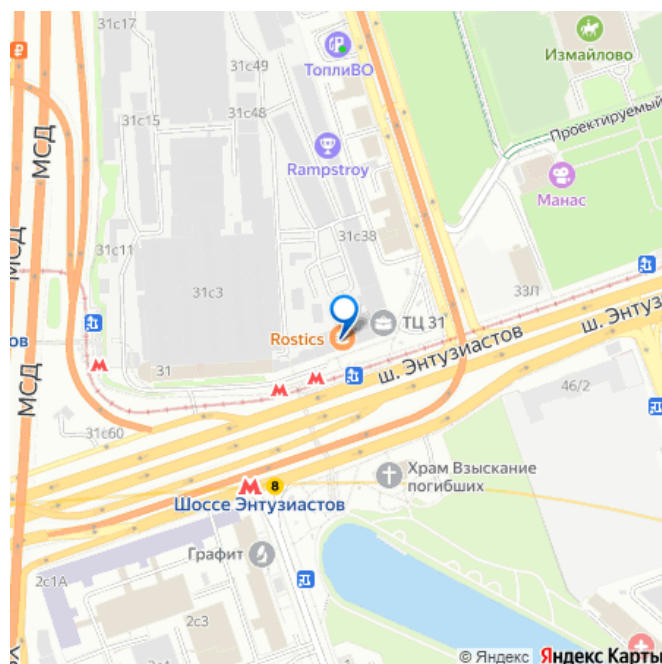 31с17
₽
31с49
ТоплиВО
Измайлово
31с15
31с48
Проектируемый
МСД
Rampstroy
Манас
МСД
31с38
31с11
31с3
33Л
ш. Энтузиастов
ТЦ 31
Rostics
ов
ш. Энтузиастов
31
МСД
46/2
31с60
Храм Взыскание
погибших
8
Шоссе Энтузиастов
Графит
2с1А
2с3
© Яндекс Яндекс Карты